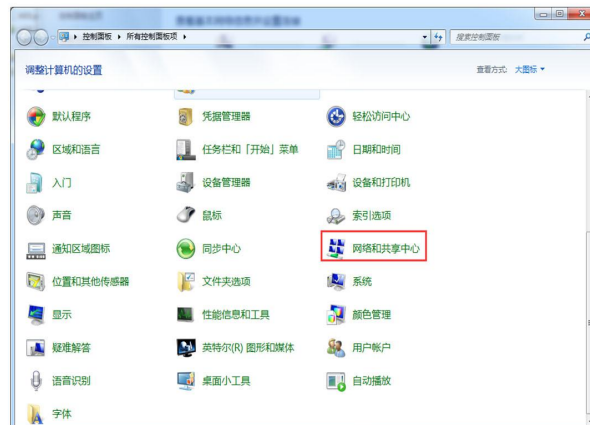 控制面板 ▸ 所有控制面板项 ▸
搜索控制面板
调整计算机的设置
查看方式: 大图标
默认程序
凭据管理器
轻松访问中心
区域和语言
任务栏和「开始」菜单
日期和时间
入门
设备管理器
设备和打印机
声音
鼠标
索引选项
通知区域图标
同步中心
网络和共享中心
位置和其他传感器
文件夹选项
系统
显示
性能信息和工具
颜色管理
疑难解答
英特尔(R) 图形和媒体
用户帐户
语音识别
桌面小工具
自动播放
字体